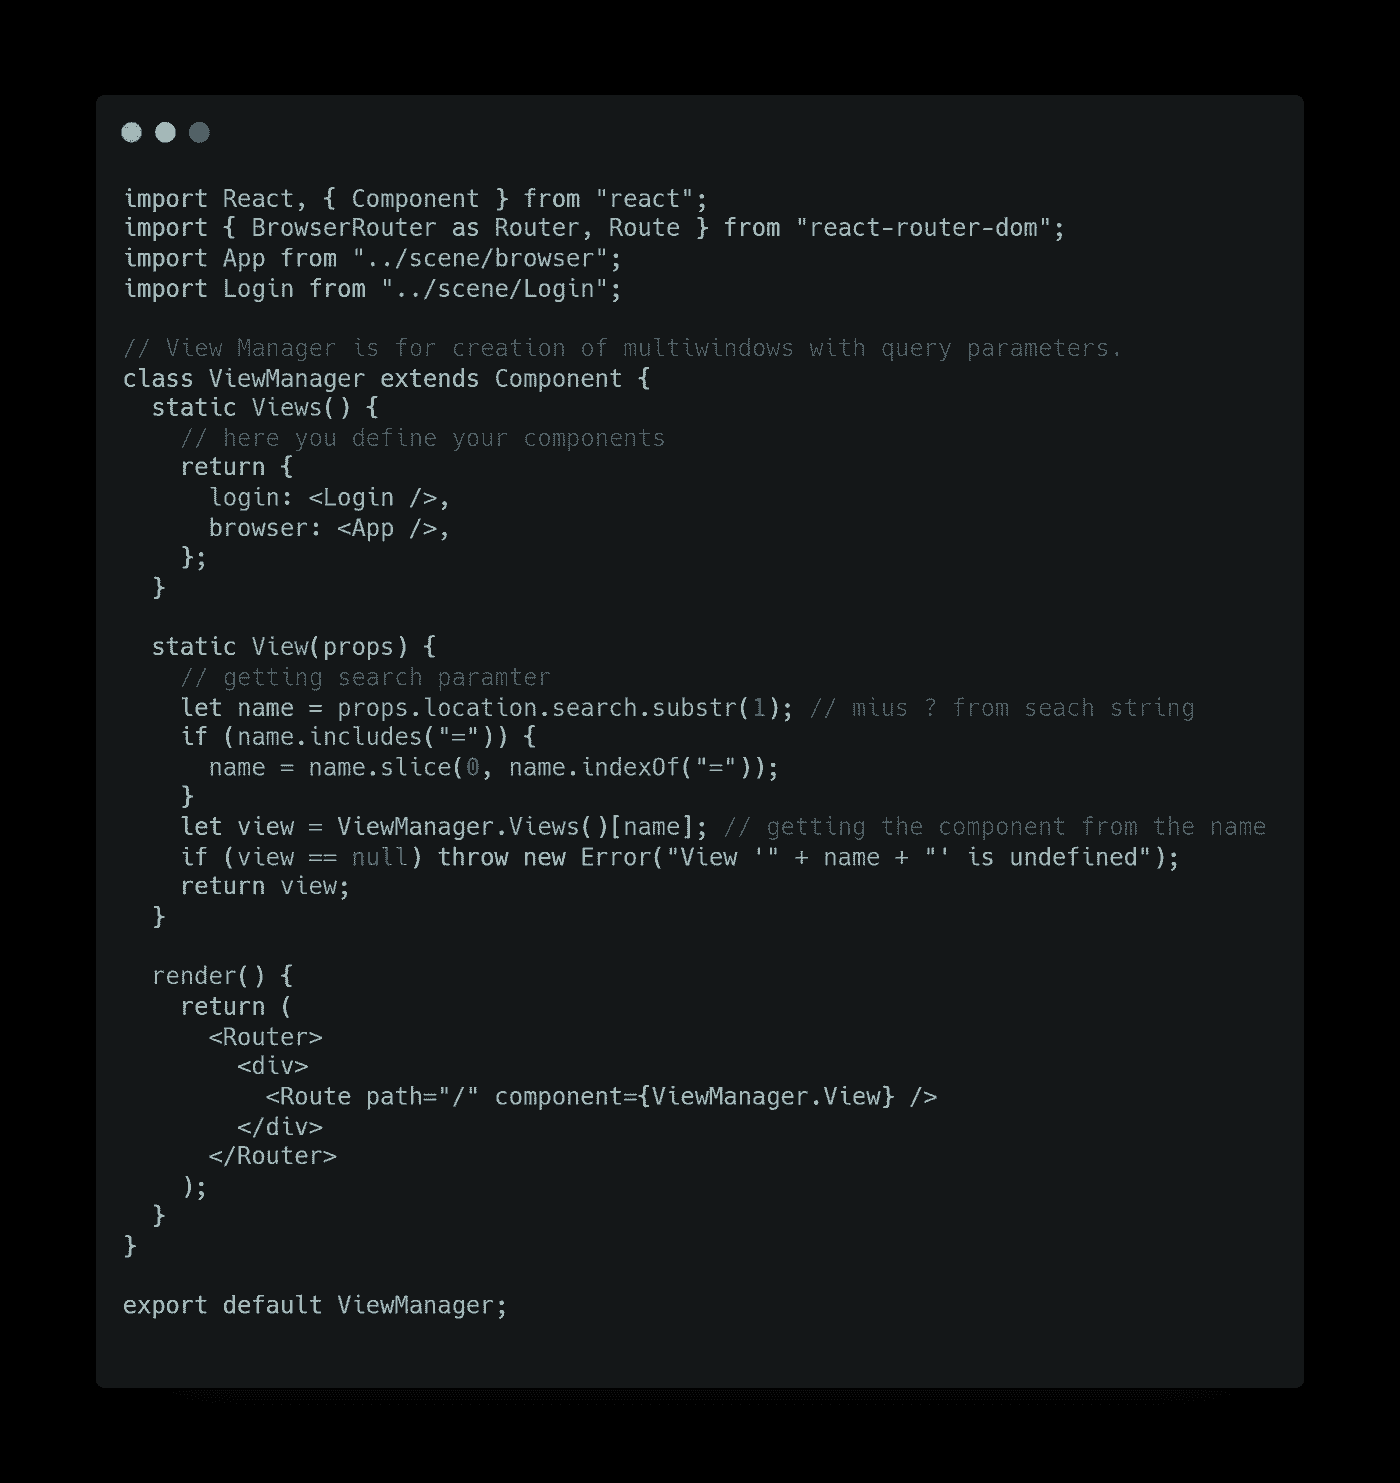 import React, { Component } from "react";
import { BrowserRouter as Router, Route } from "react-router-dom";
import App from "../scene/browser";
import Login from "../scene/Login";

// View Manager is for creation of multiwindows with query parameters.
class ViewManager extends Component {
  static Views() {
    // here you define your components
    return {
      login: <Login />,
      browser: <App />,
    };
  }

  static View(props) {
    // getting search paramter
    let name = props.location.search.substr(1); // mius ? from seach string
    if (name.includes("=")) {
      name = name.slice(0, name.indexOf("="));
    }
    let view = ViewManager.Views()[name]; // getting the component from the name
    if (view == null) throw new Error("View '" + name + "' is undefined");
    return view;
  }

  render() {
    return (
      <Router>
        <div>
          <Route path="/" component={ViewManager.View} />
        </div>
      </Router>
    );
  }
}

export default ViewManager;